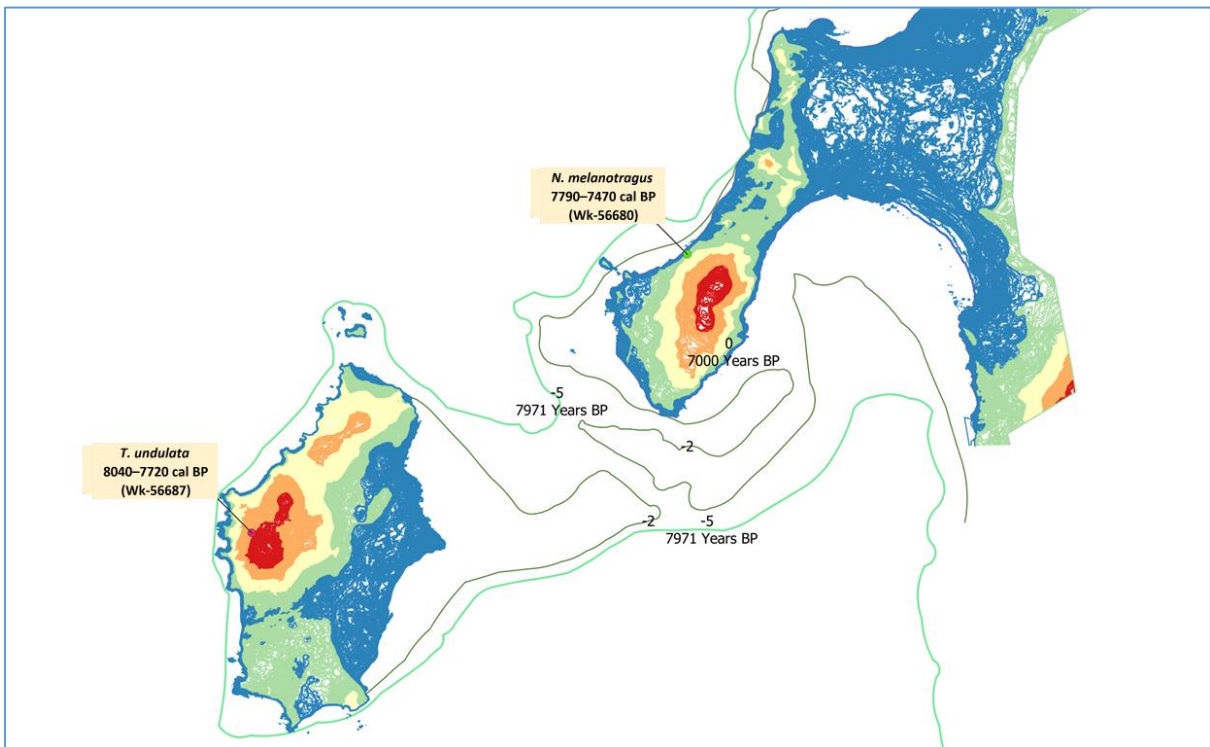 N. melanotragus
7790–7470 cal BP
(Wk-56680)
0
7000 Years BP
-5
7971 Years BP
-2
T. undulata
8040–7720 cal BP
(Wk-56687)
-2
-5
7971 Years BP